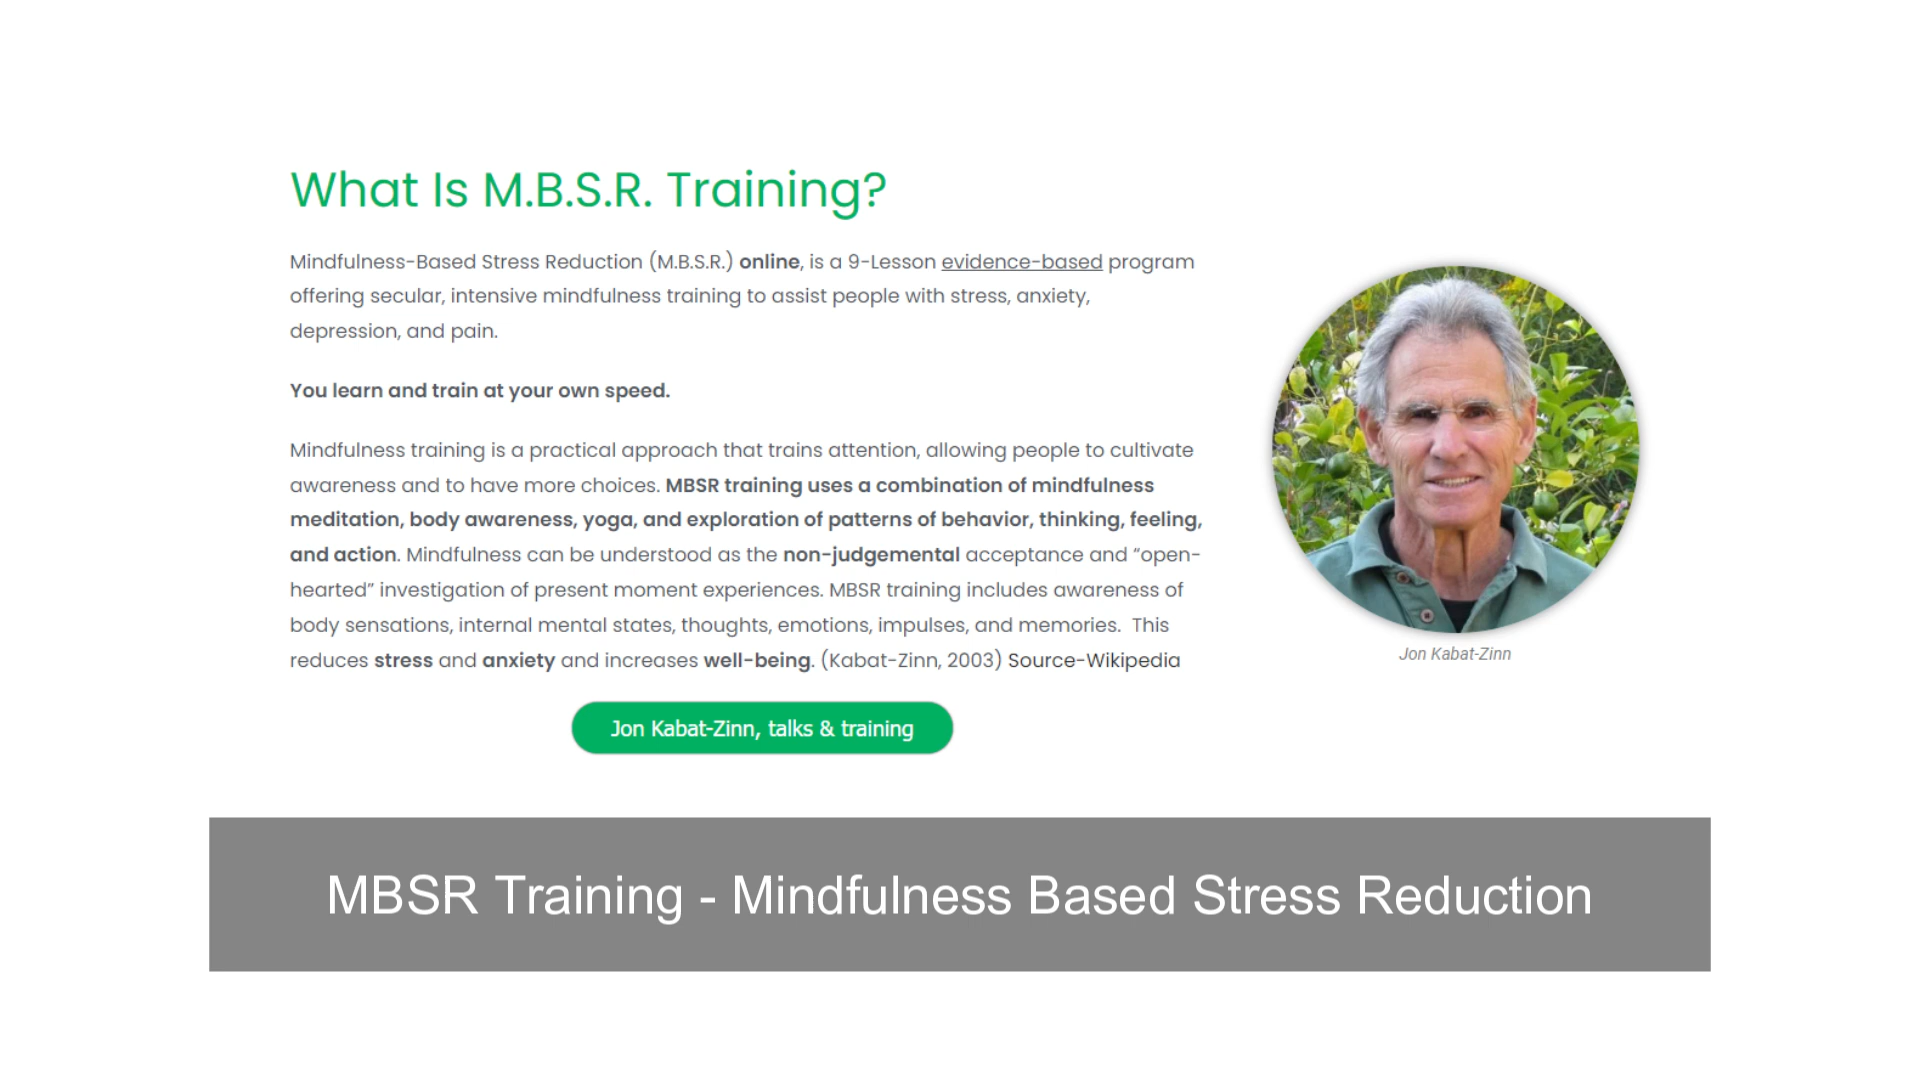 What Is M.B.S.R. Training?
Mindfulness-Based Stress Reduction (M.B.S.R.) online, is a 9-Lesson evidence-based program
offering secular, intensive mindfulness training to assist people with stress, anxiety,
depression, and pain.
You learn and train at your own speed.
Mindfulness training is a practical approach that trains attention, allowing people to cultivate
awareness and to have more choices. MBSR training uses a combination of mindfulness
meditation, body awareness, yoga, and exploration of patterns of behavior, thinking, feeling,
and action. Mindfulness can be understood as the non-judgemental acceptance and “open-
hearted” investigation of present moment experiences. MBSR training includes awareness of
body sensations, internal mental states, thoughts, emotions, impulses, and memories.  This
reduces stress and anxiety and increases well-being. (Kabat-Zinn, 2003) Source-Wikipedia
Jon Kabat-Zinn
Jon Kabat-Zinn, talks & training
MBSR Training - Mindfulness Based Stress Reduction